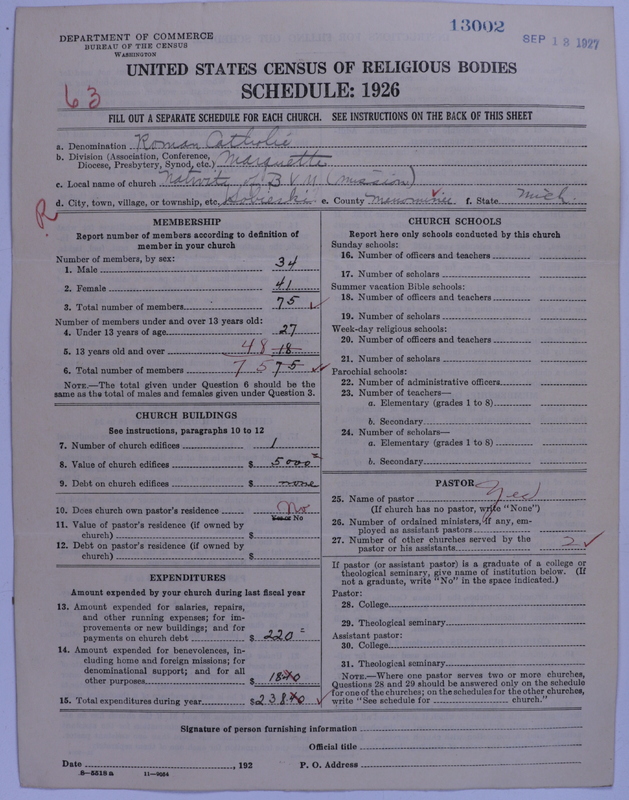 13002
SEP 13 1927
DEPARTMENT OF COMMERCE
BUREAU OF THE CENSUS
WASHINGTON
UNITED STATES CENSUS OF RELIGIOUS BODIES
SCHEDULE: 1926
63
FILL OUT A SEPARATE SCHEDULE FOR EACH CHURCH. SEE INSTRUCTIONS ON THE BACK OF THIS SHEET
a. Denomination Roman Catholic
b. Division (Association, Conference, Diocese, Presbytery, Synod, etc.) Marquette
c. Local name of church Nativity of B V M (Mission)
d. City, town, village, or township, etc. Sobieski e. County Menominee f. State Mich.
R
MEMBERSHIP
Report number of members according to definition of
member in your church
Number of members, by sex:
1. Male 34
2. Female 41
3. Total number of members 75
Number of members under and over 13 years old:
4. Under 13 years of age 27
5. 13 years old and over 48 18
6. Total number of members 75 75
NOTE.—The total given under Question 6 should be the
same as the total of males and females given under Question 3.
CHURCH BUILDINGS
See instructions, paragraphs 10 to 12
7. Number of church edifices 1
8. Value of church edifices $ 5000=
9. Debt on church edifices $ none
10. Does church own pastor's residence No
Yes or No
11. Value of pastor's residence (if owned by
church) $
12. Debt on pastor's residence (if owned by
church) $
EXPENDITURES
Amount expended by your church during last fiscal year
13. Amount expended for salaries, repairs,
and other running expenses; for im-
provements or new buildings; and for
payments on church debt $ 220=
14. Amount expended for benevolences, in-
cluding home and foreign missions; for
denominational support; and for all
other purposes $ 18.70
15. Total expenditures during year $ 238.70
CHURCH SCHOOLS
Report here only schools conducted by this church
Sunday schools:
16. Number of officers and teachers
17. Number of scholars
Summer vacation Bible schools:
18. Number of officers and teachers
19. Number of scholars
Week-day religious schools:
20. Number of officers and teachers
21. Number of scholars
Parochial schools:
22. Number of administrative officers
23. Number of teachers—
a. Elementary (grades 1 to 8)
b. Secondary
24. Number of scholars—
a. Elementary (grades 1 to 8)
b. Secondary
PASTOR
25. Name of pastor Yes
(If church has no pastor, write "None")
26. Number of ordained ministers, if any, em-
ployed as assistant pastors
27. Number of other churches served by the
pastor or his assistants 2
If pastor (or assistant pastor) is a graduate of a college or
theological seminary, give name of institution below. (If
not a graduate, write "No" in the space indicated.)
Pastor:
28. College
29. Theological seminary
Assistant pastor:
30. College
31. Theological seminary
NOTE.—Where one pastor serves two or more churches,
Questions 28 and 29 should be answered only on the schedule
for one of the churches; on the schedules for the other churches,
write "See schedule for church."
Signature of person furnishing information
Official title
Date , 192 P. O. Address
8—5518a 11—9054